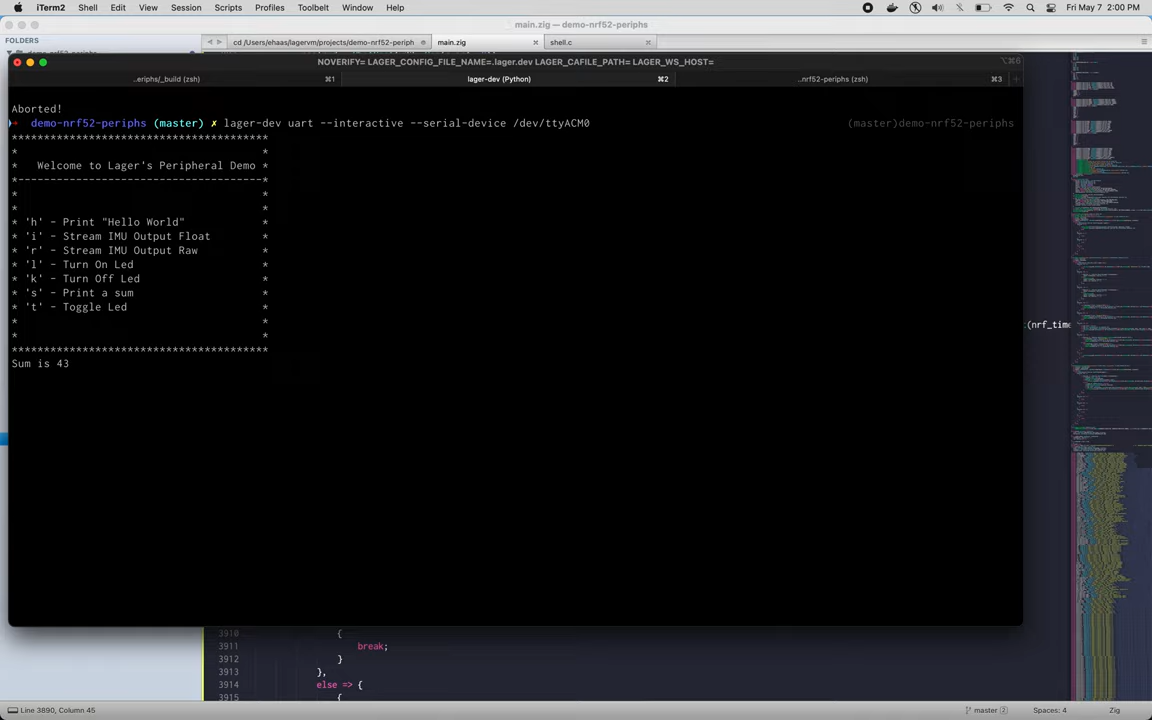 iTerm2 Shell Edit View Session Scripts Profiles Toolbelt Window Help Fri May 7 2:00 PM
main.zig — demo-nrf52-periphs
FOLDERS
cd /Users/ehaas/lagervm/projects/demo-nrf52-periph main.zig × shell.c ×
NOVERIFY= LAGER_CONFIG_FILE_NAME=.lager.dev LAGER_CAFILE_PATH= LAGER_WS_HOST= ⌥⌘6
..eriphs/_build (zsh) ⌘1 lager-dev (Python) ⌘2 ..nrf52-periphs (zsh) ⌘3 +
Aborted!
➜ demo-nrf52-periphs (master) ✗ lager-dev uart --interactive --serial-device /dev/ttyACM0 (master)demo-nrf52-periphs
****************************************
* *
* Welcome to Lager's Peripheral Demo *
*--------------------------------------*
* *
* *
* 'h' - Print "Hello World" *
* 'i' - Stream IMU Output Float *
* 'r' - Stream IMU Output Raw *
* 'l' - Turn On Led *
* 'k' - Turn Off Led *
* 's' - Print a sum *
* 't' - Toggle Led *
* *
* *
****************************************
Sum is 43
(nrf_time
3910 {
3911 break;
3912 }
3913 },
3914 else => {
3915 {
Line 3890, Column 45 master 2 Spaces: 4 Zig